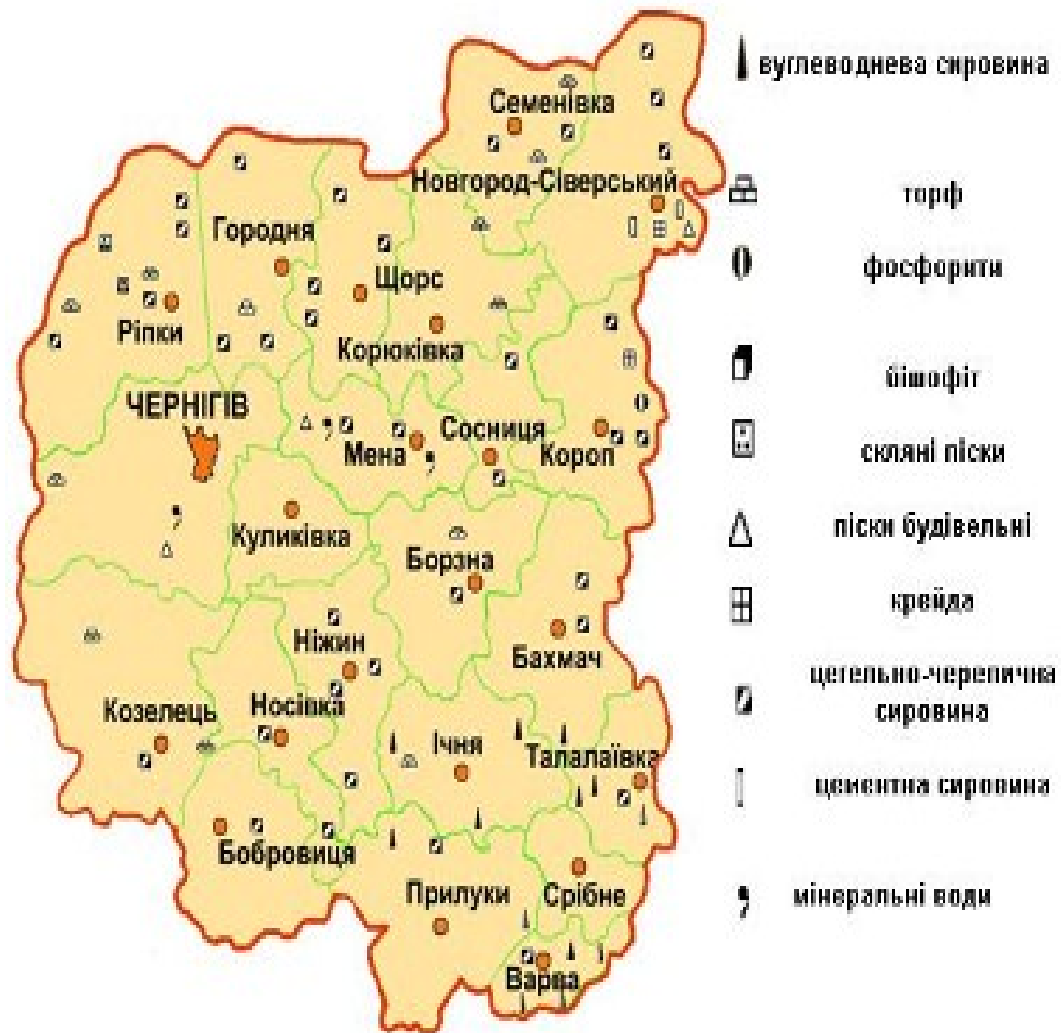 Семенівка
Новгород-Сіверський
Городня
Щорс
Ріпки
Корюківка
ЧЕРНІГІВ
Мена
Сосниця
Короп
Куликівка
Борзна
Ніжин
Бахмач
Козелець
Носівка
Ічня
Талалаївка
Бобровиця
Прилуки
Срібне
Варва
вуглеводнева сировина
торф
фосфорити
йішофіт
скляні піски
піски будівельні
крейда
цегельно-черепична
сировина
цементна сировина
мінеральні води